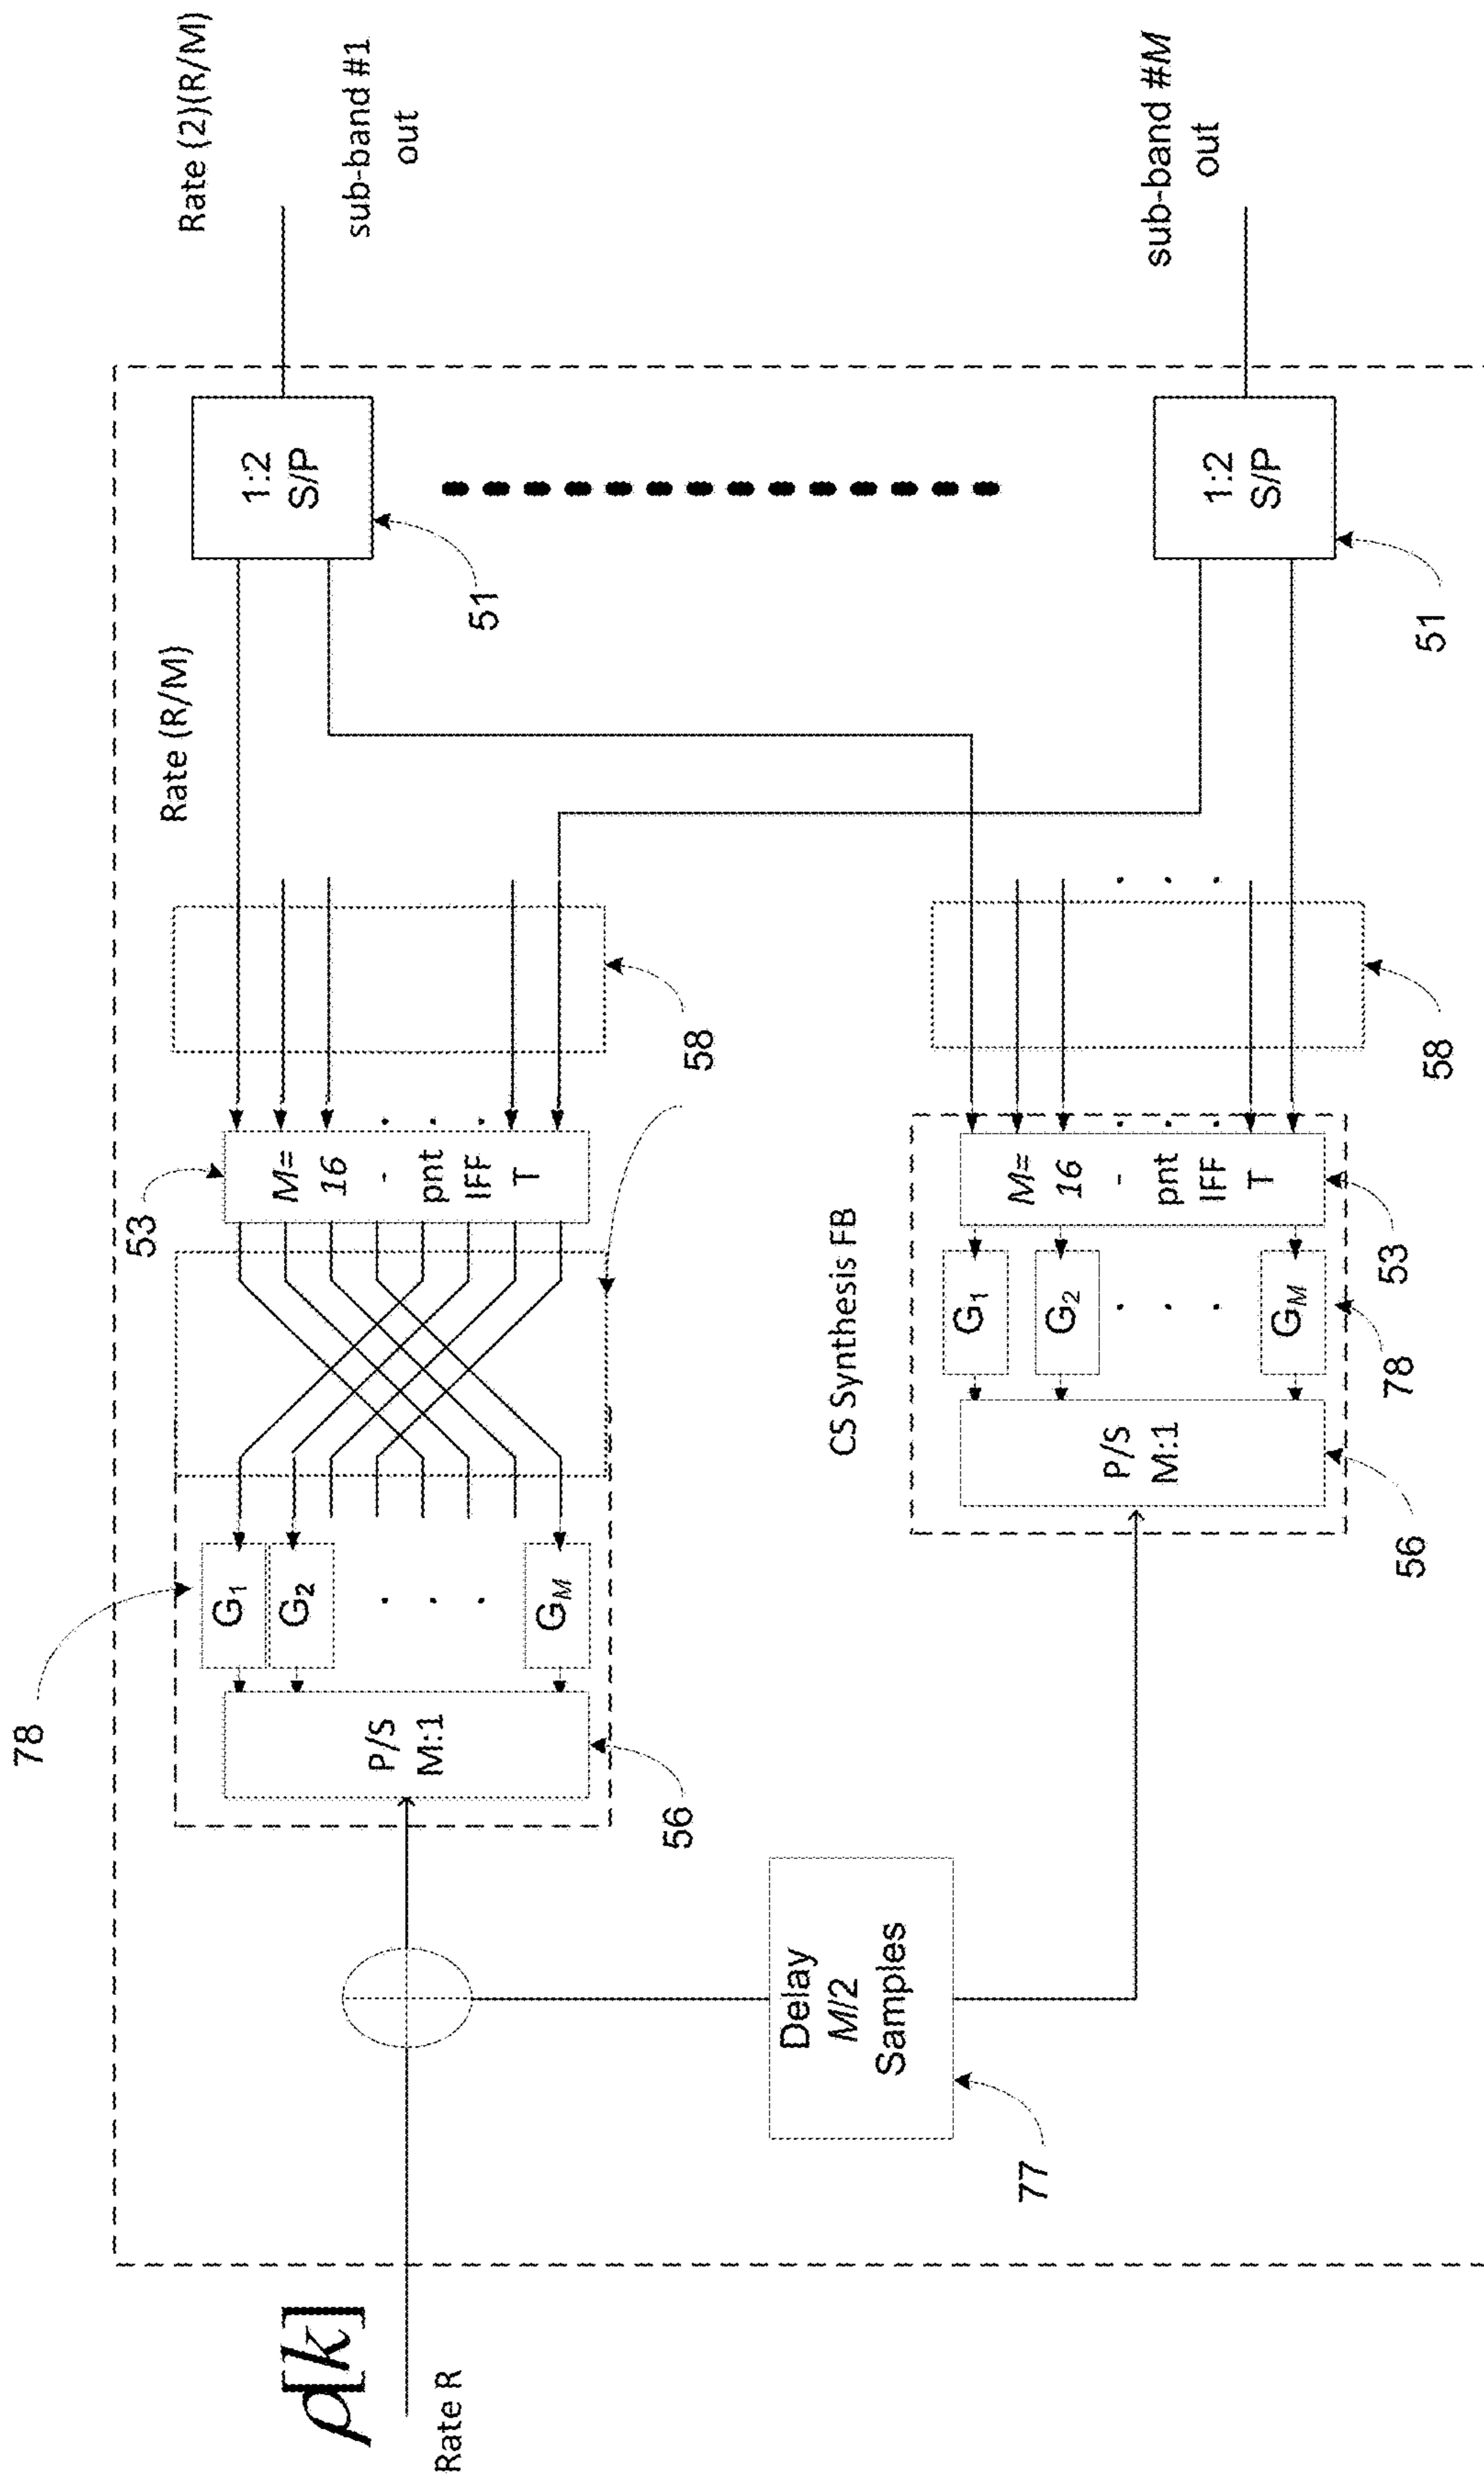 ρ[k]
Rate R
78
P/S
M:1
56
G1
G2
GM
58
53
M=
16
-
pnt
IFF
T
Rate (R/M)
1:2
S/P
51
Rate (2)(R/M)
sub-band #1
out
Delay
M/2
Samples
77
CS Synthesis FB
P/S
M:1
56
G1
G2
GM
78
M=
16
-
pnt
IFF
T
53
58
1:2
S/P
51
sub-band #M
out